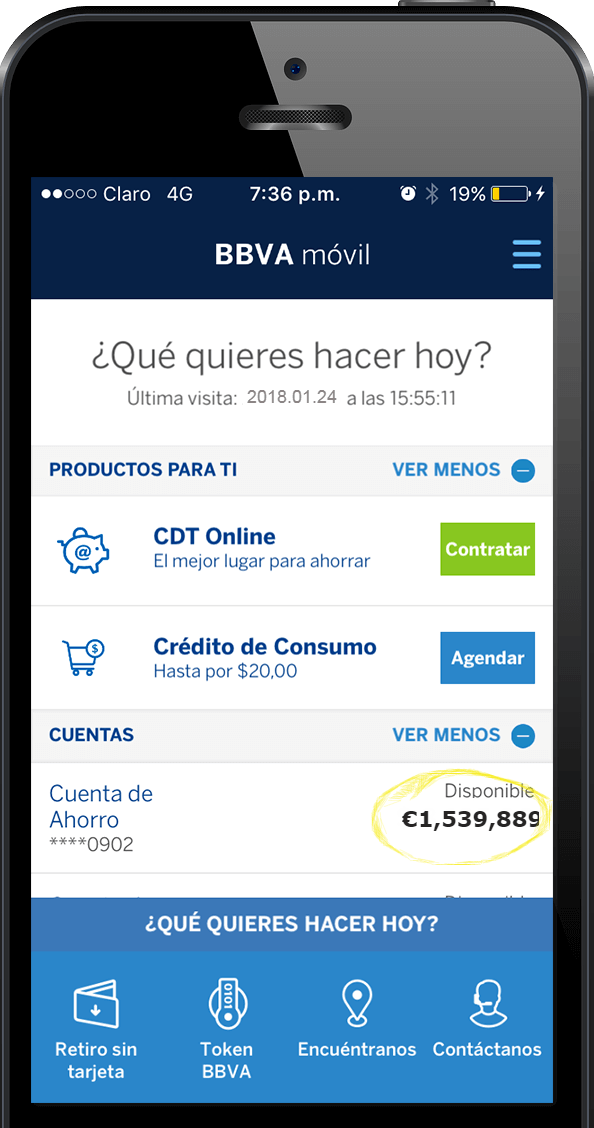 Claro 4G 7:36 p.m. 19%
BBVA móvil
¿Qué quieres hacer hoy?
Última visita: 2018.01.24 a las 15:55:11
PRODUCTOS PARA TI VER MENOS
@ CDT Online Contratar
El mejor lugar para ahorrar
$ Crédito de Consumo Agendar
Hasta por $20,00
CUENTAS VER MENOS
Cuenta de Disponible
Ahorro €1,539,889
****0902
¿QUÉ QUIERES HACER HOY?
0101
Retiro sin Token Encuéntranos Contáctanos
tarjeta BBVA